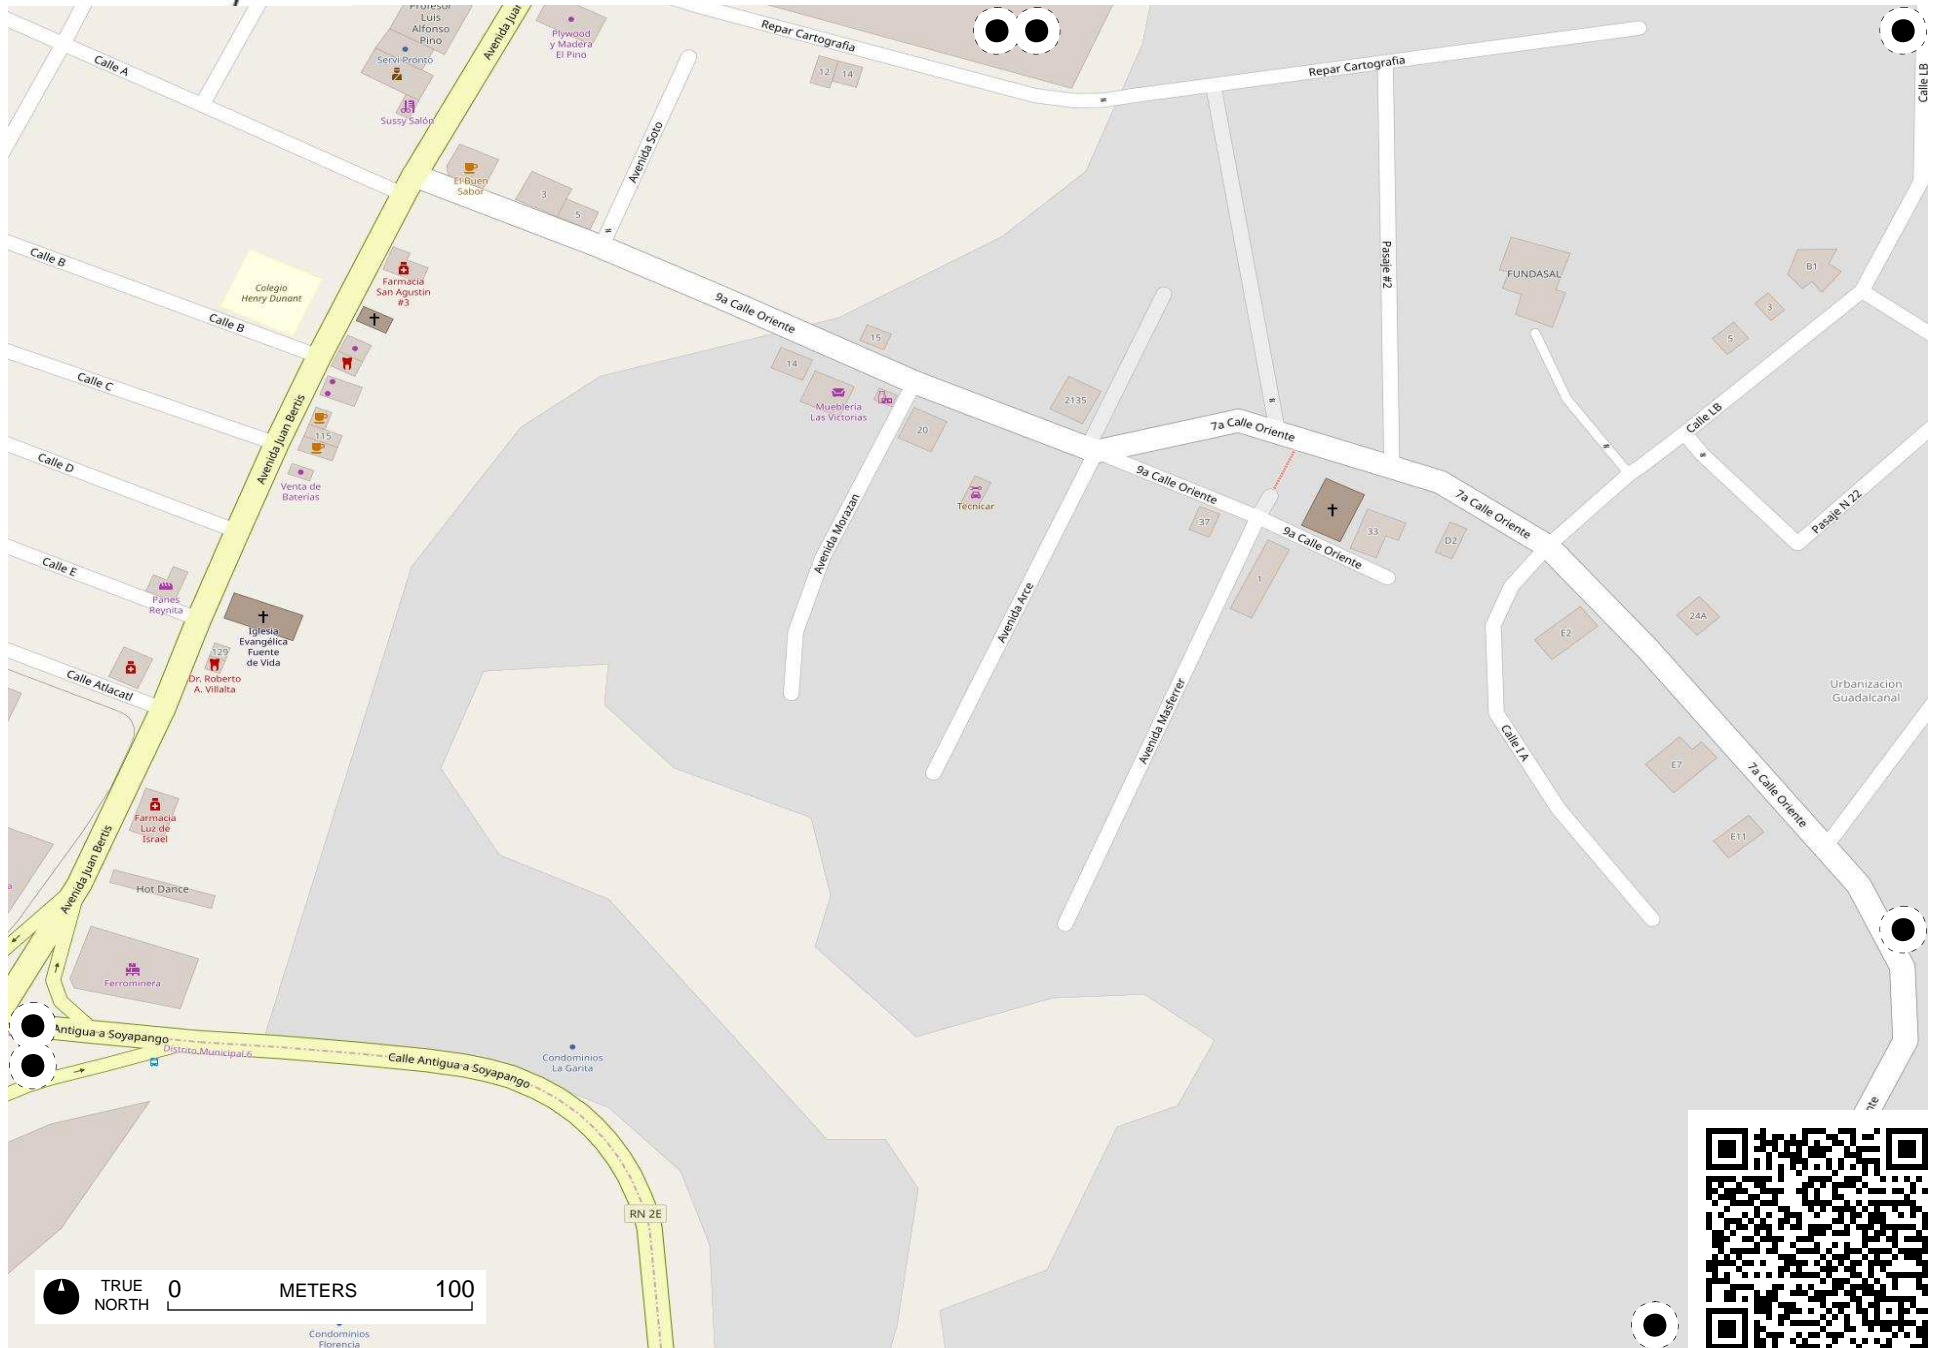 Profesor
Luis
Alfonso
Pino
Servi-Pronto
Sussy Salón
Avenida Juan
Plywood
y Madera
El Pino
Repar Cartografia
12
14
Repar Cartografia
Calle LB
Calle A
El Buen
Sabor
3
5
Avenida Soto
Pasaje #2
FUNDASAL
B1
3
5
Calle B
Colegio
Henry Dunant
Calle B
Farmacia
San Agustin
#3
9a Calle Oriente
15
14
Muebleria
Las Victorias
20
2135
7a Calle Oriente
Calle LB
Calle C
Avenida Juan Bertis
115
Calle D
Venta de
Baterias
Tecnicar
9a Calle Oriente
37
33
D2
7a Calle Oriente
Pasaje N 22
9a Calle Oriente
Avenida Morazan
Calle E
Panes
Reynita
Iglesia
Evangélica
Fuente
de Vida
129
Dr. Roberto
A. Villalta
Avenida Arce
1
E2
24A
Calle Atlacatl
Avenida Masferrer
Calle I A
Urbanizacion
Guadalcanal
E7
7a Calle Oriente
E11
Farmacia
Luz de
Israel
Avenida Juan Bertis
Hot Dance
Ferrominera
Antigua a Soyapango
Distrito Municipal 6
Calle Antigua a Soyapango
Condominios
La Garita
RN 2E
TRUE
NORTH
0 METERS 100
Condominios
Florencia